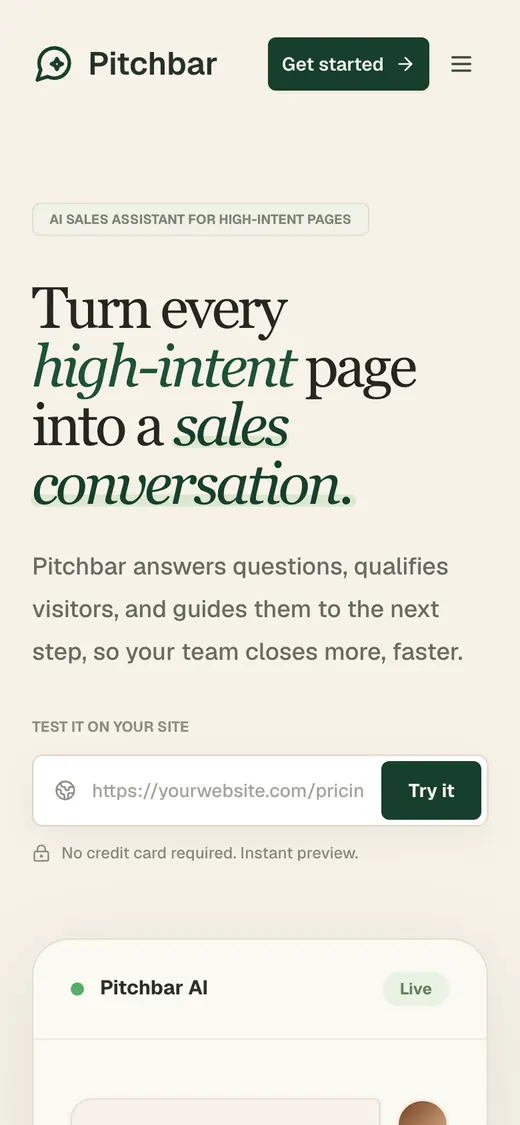 Pitchbar
Get started
AI SALES ASSISTANT FOR HIGH-INTENT PAGES
Turn every
high-intent page
into a sales
conversation.
Pitchbar answers questions, qualifies
visitors, and guides them to the next
step, so your team closes more, faster.
TEST IT ON YOUR SITE
https://yourwebsite.com/pricin
Try it
No credit card required. Instant preview.
Pitchbar AI
Live